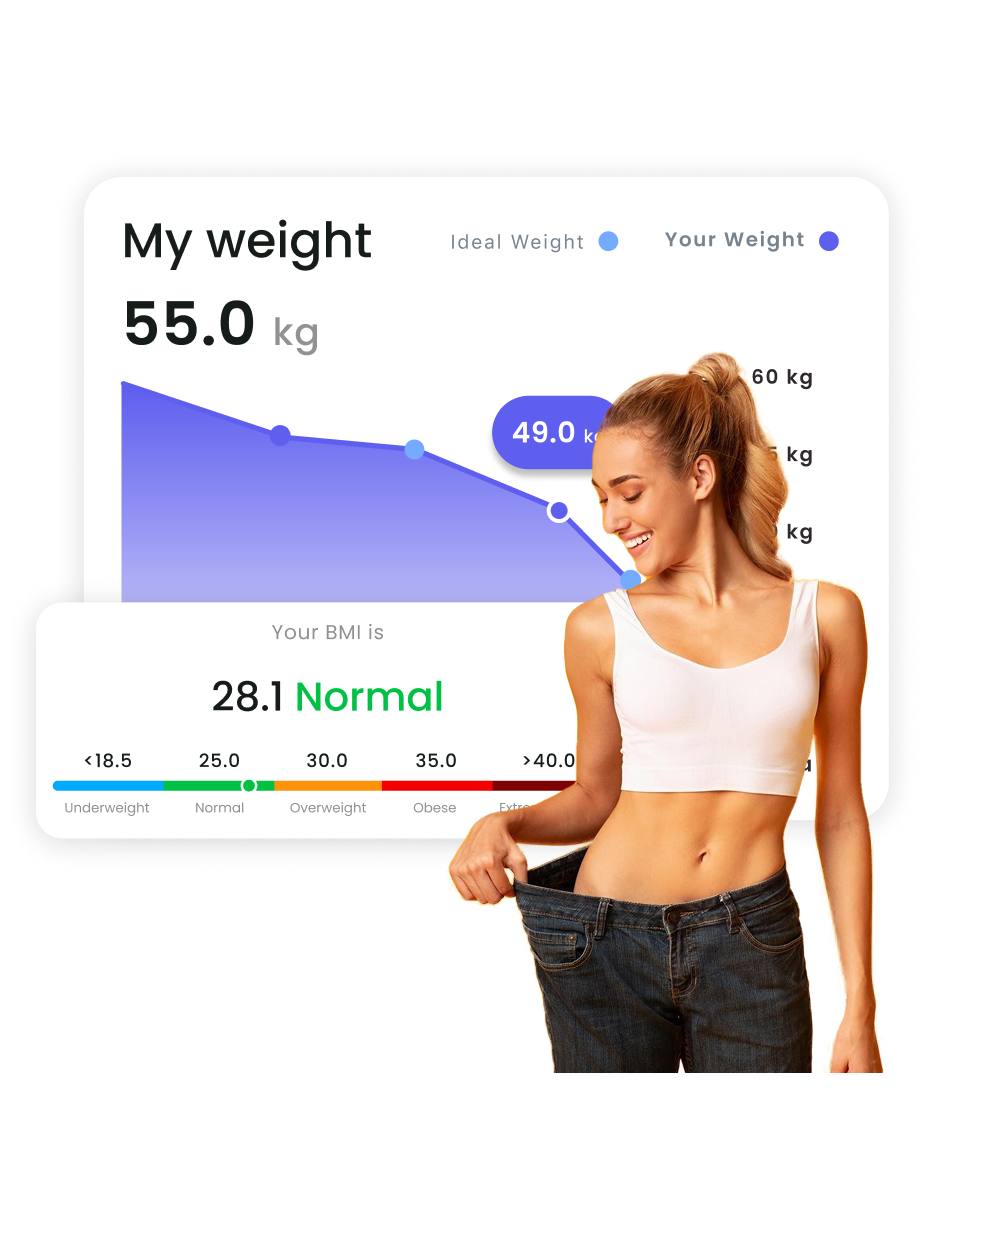 My weight
Ideal Weight
Your Weight
55.0 kg
60 kg
49.0
kg
kg
Your BMI is
28.1 Normal
<18.5 25.0 30.0 35.0 >40.0
Underweight Normal Overweight Obese